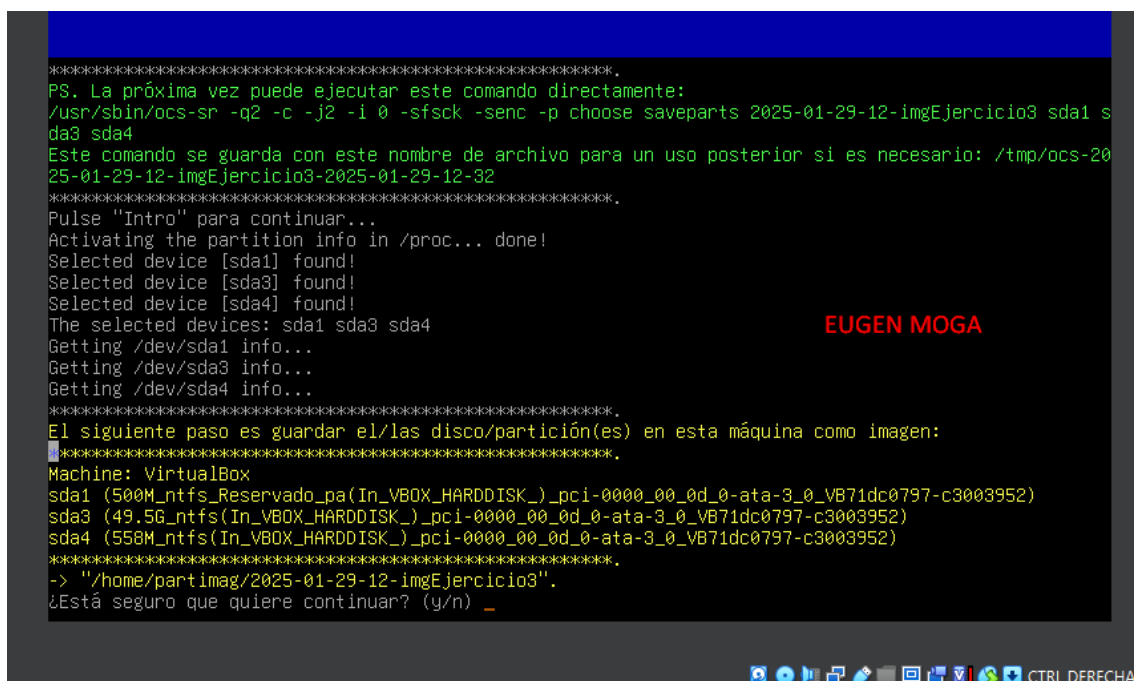 *********************************************************.
PS. La próxima vez puede ejecutar este comando directamente:
/usr/sbin/ocs-sr -q2 -c -j2 -i 0 -sfsck -senc -p choose saveparts 2025-01-29-12-imgEjercicio3 sda1 s
da3 sda4
Este comando se guarda con este nombre de archivo para un uso posterior si es necesario: /tmp/ocs-20
25-01-29-12-imgEjercicio3-2025-01-29-12-32
*********************************************************.
Pulse "Intro" para continuar...
Activating the partition info in /proc... done!
Selected device [sda1] found!
Selected device [sda3] found!
Selected device [sda4] found!
The selected devices: sda1 sda3 sda4
EUGEN MOGA
Getting /dev/sda1 info...
Getting /dev/sda3 info...
Getting /dev/sda4 info...
*********************************************************.
El siguiente paso es guardar el/las disco/partición(es) en esta máquina como imagen:
*********************************************************.
Machine: VirtualBox
sda1 (500M_ntfs_Reservado_pa(In_VBOX_HARDDISK_)_pci-0000_00_0d_0-ata-3_0_VB71dc0797-c3003952)
sda3 (49.5G_ntfs(In_VBOX_HARDDISK_)_pci-0000_00_0d_0-ata-3_0_VB71dc0797-c3003952)
sda4 (558M_ntfs(In_VBOX_HARDDISK_)_pci-0000_00_0d_0-ata-3_0_VB71dc0797-c3003952)
*********************************************************.
-> "/home/partimag/2025-01-29-12-imgEjercicio3".
¿Está seguro que quiere continuar? (y/n) _
CTRL DERECHA